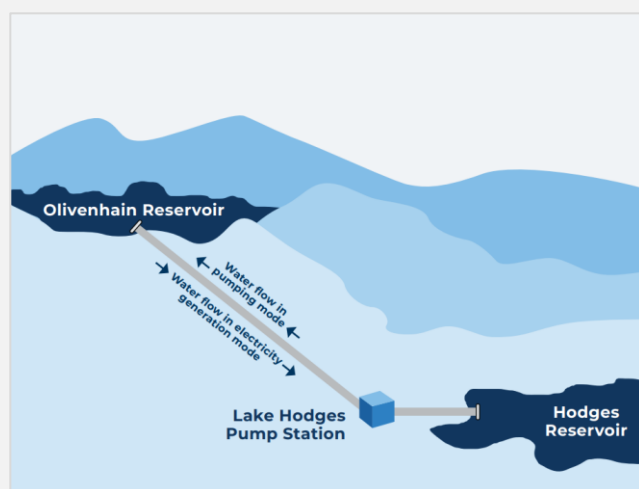 Olivenhain Reservoir
Water flow in
pumping mode
Water flow in electricity
generation mode
Lake Hodges
Pump Station
Hodges
Reservoir